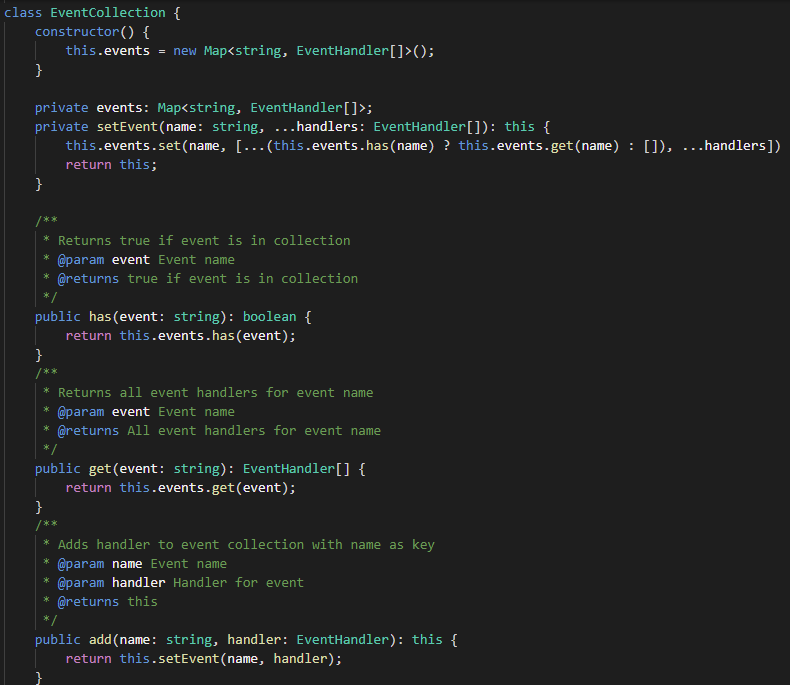 class EventCollection {
    constructor() {
        this.events = new Map<string, EventHandler[]>();
    }

    private events: Map<string, EventHandler[]>;
    private setEvent(name: string, ...handlers: EventHandler[]): this {
        this.events.set(name, [...(this.events.has(name) ? this.events.get(name) : []), ...handlers])
        return this;
    }

    /**
     * Returns true if event is in collection
     * @param event Event name
     * @returns true if event is in collection
     */
    public has(event: string): boolean {
        return this.events.has(event);
    }
    /**
     * Returns all event handlers for event name
     * @param event Event name
     * @returns All event handlers for event name
     */
    public get(event: string): EventHandler[] {
        return this.events.get(event);
    }
    /**
     * Adds handler to event collection with name as key
     * @param name Event name
     * @param handler Handler for event
     * @returns this
     */
    public add(name: string, handler: EventHandler): this {
        return this.setEvent(name, handler);
    }